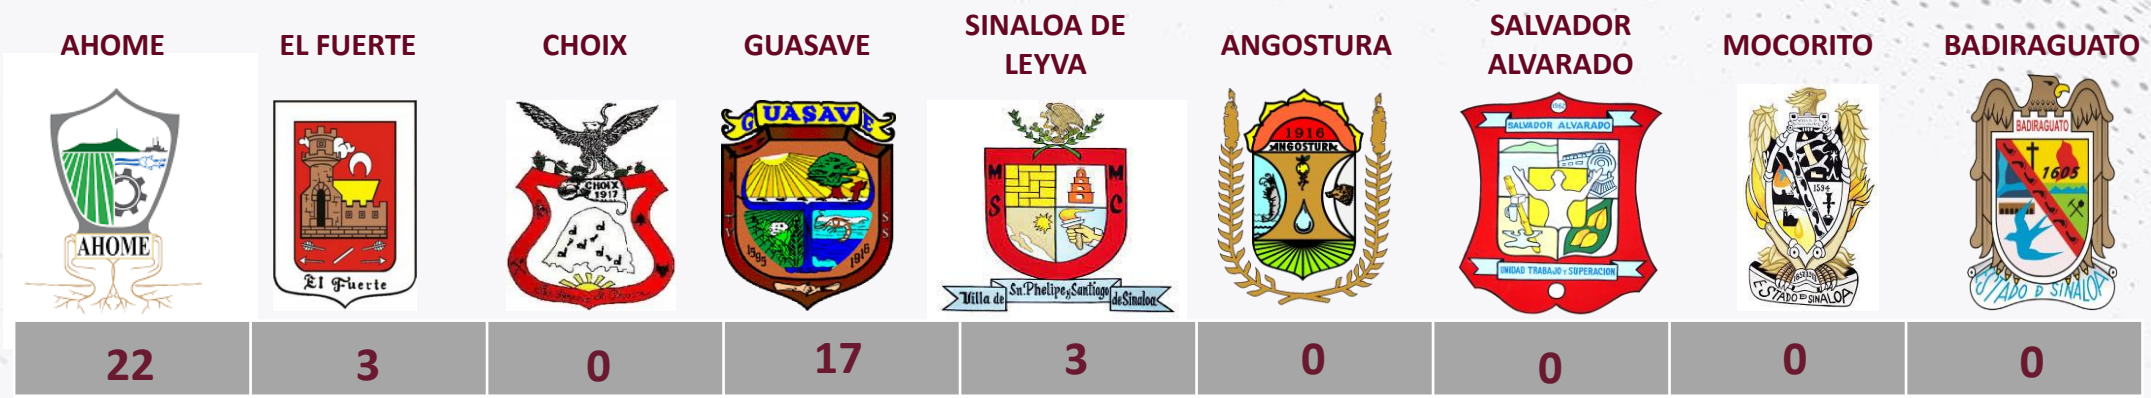 AHOME
EL FUERTE
CHOIX
GUASAVE
SINALOA DE
LEYVA
ANGOSTURA
SALVADOR
ALVARADO
MOCORITO
BADIRAGUATO
AHOME
El Fuerte
CHOIX
1917
GUASAVE
1595
1916
M M
S C
Villa de Sn. Phelipe y Santiago de Sinaloa
1916
ANGOSTURA
1962
SALVADOR ALVARADO
UNIDAD TRABAJO Y SUPERACION
1594
ESTADO D SINALOA
BADIRAGUATO
1605
ESTADO D SINALOA
22
3
0
17
3
0
0
0
0